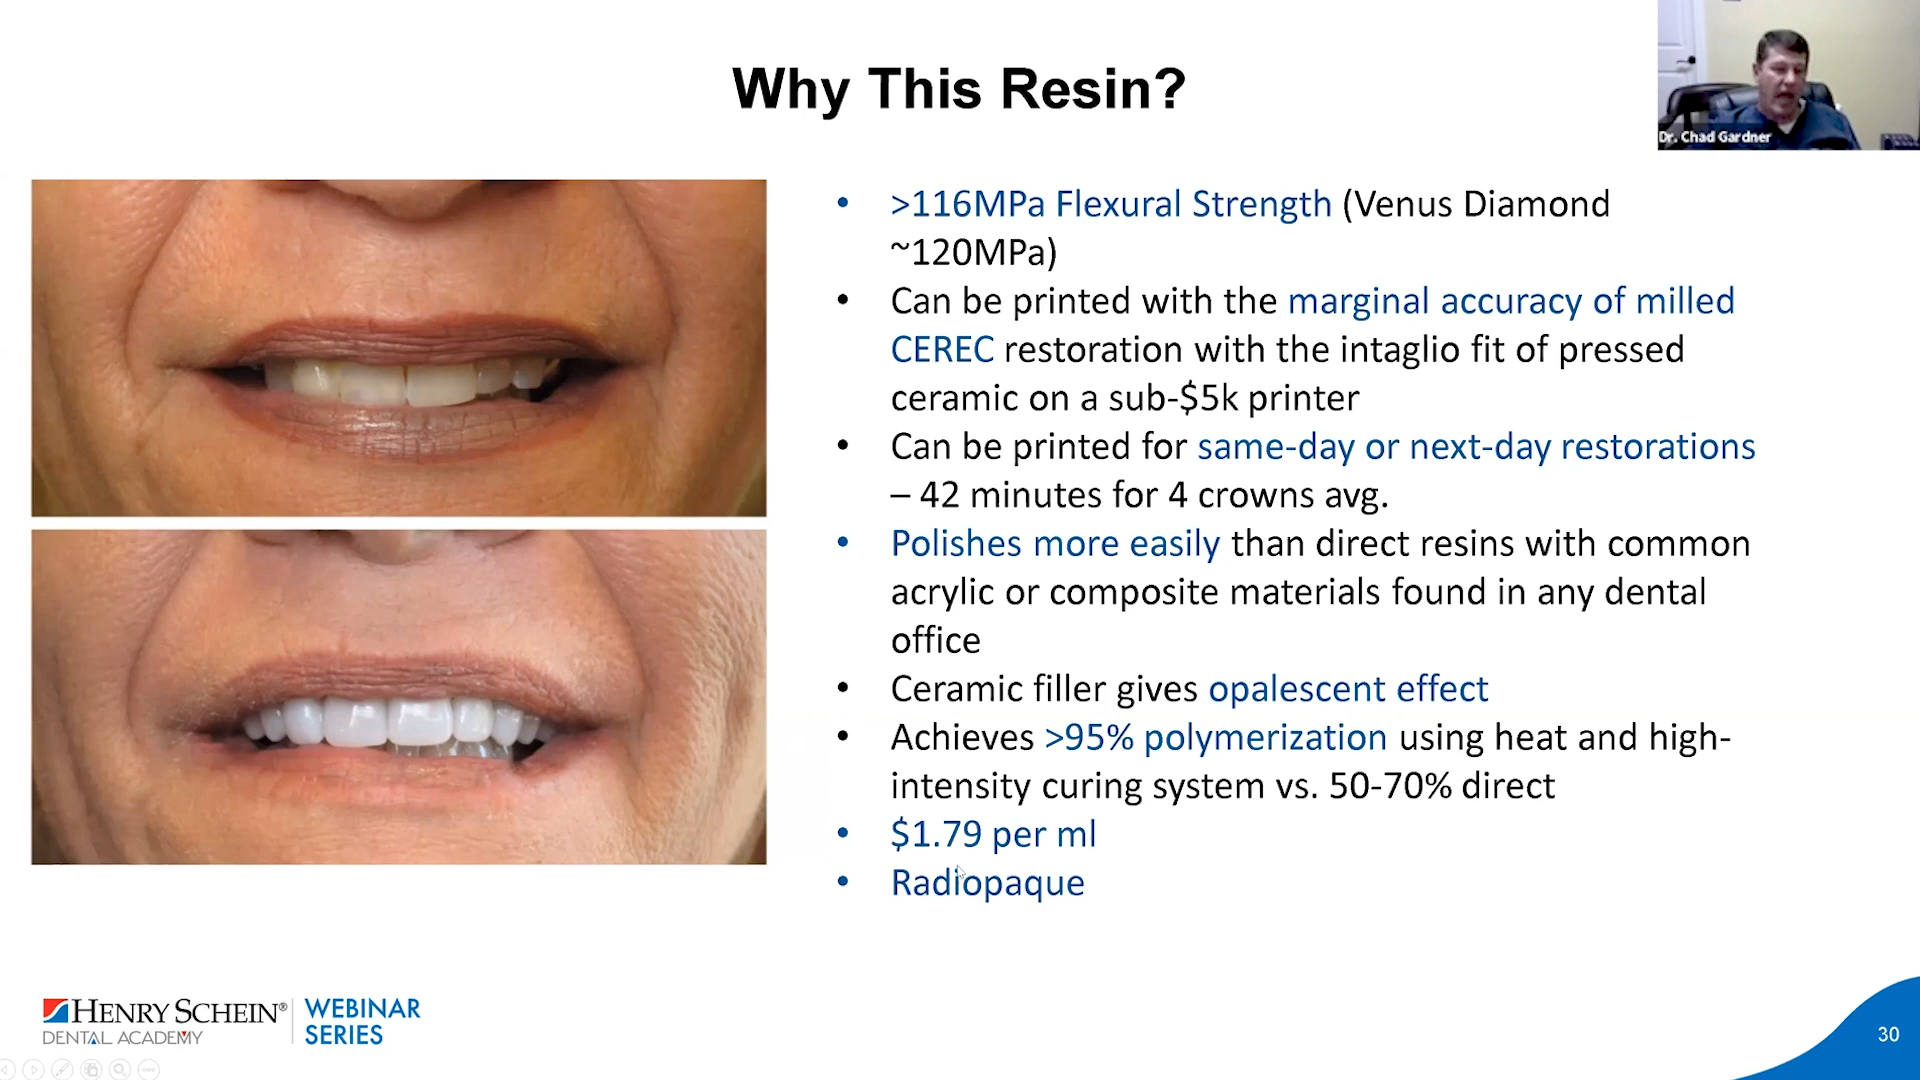 Why This Resin?
Dr. Chad Gardner
• >116MPa Flexural Strength (Venus Diamond
~120MPa)
• Can be printed with the marginal accuracy of milled
CEREC restoration with the intaglio fit of pressed
ceramic on a sub-$5k printer
• Can be printed for same-day or next-day restorations
– 42 minutes for 4 crowns avg.
• Polishes more easily than direct resins with common
acrylic or composite materials found in any dental
office
• Ceramic filler gives opalescent effect
• Achieves >95% polymerization using heat and high-
intensity curing system vs. 50-70% direct
• $1.79 per ml
• Radiopaque
HENRY SCHEIN®
DENTAL ACADEMY
WEBINAR
SERIES
30